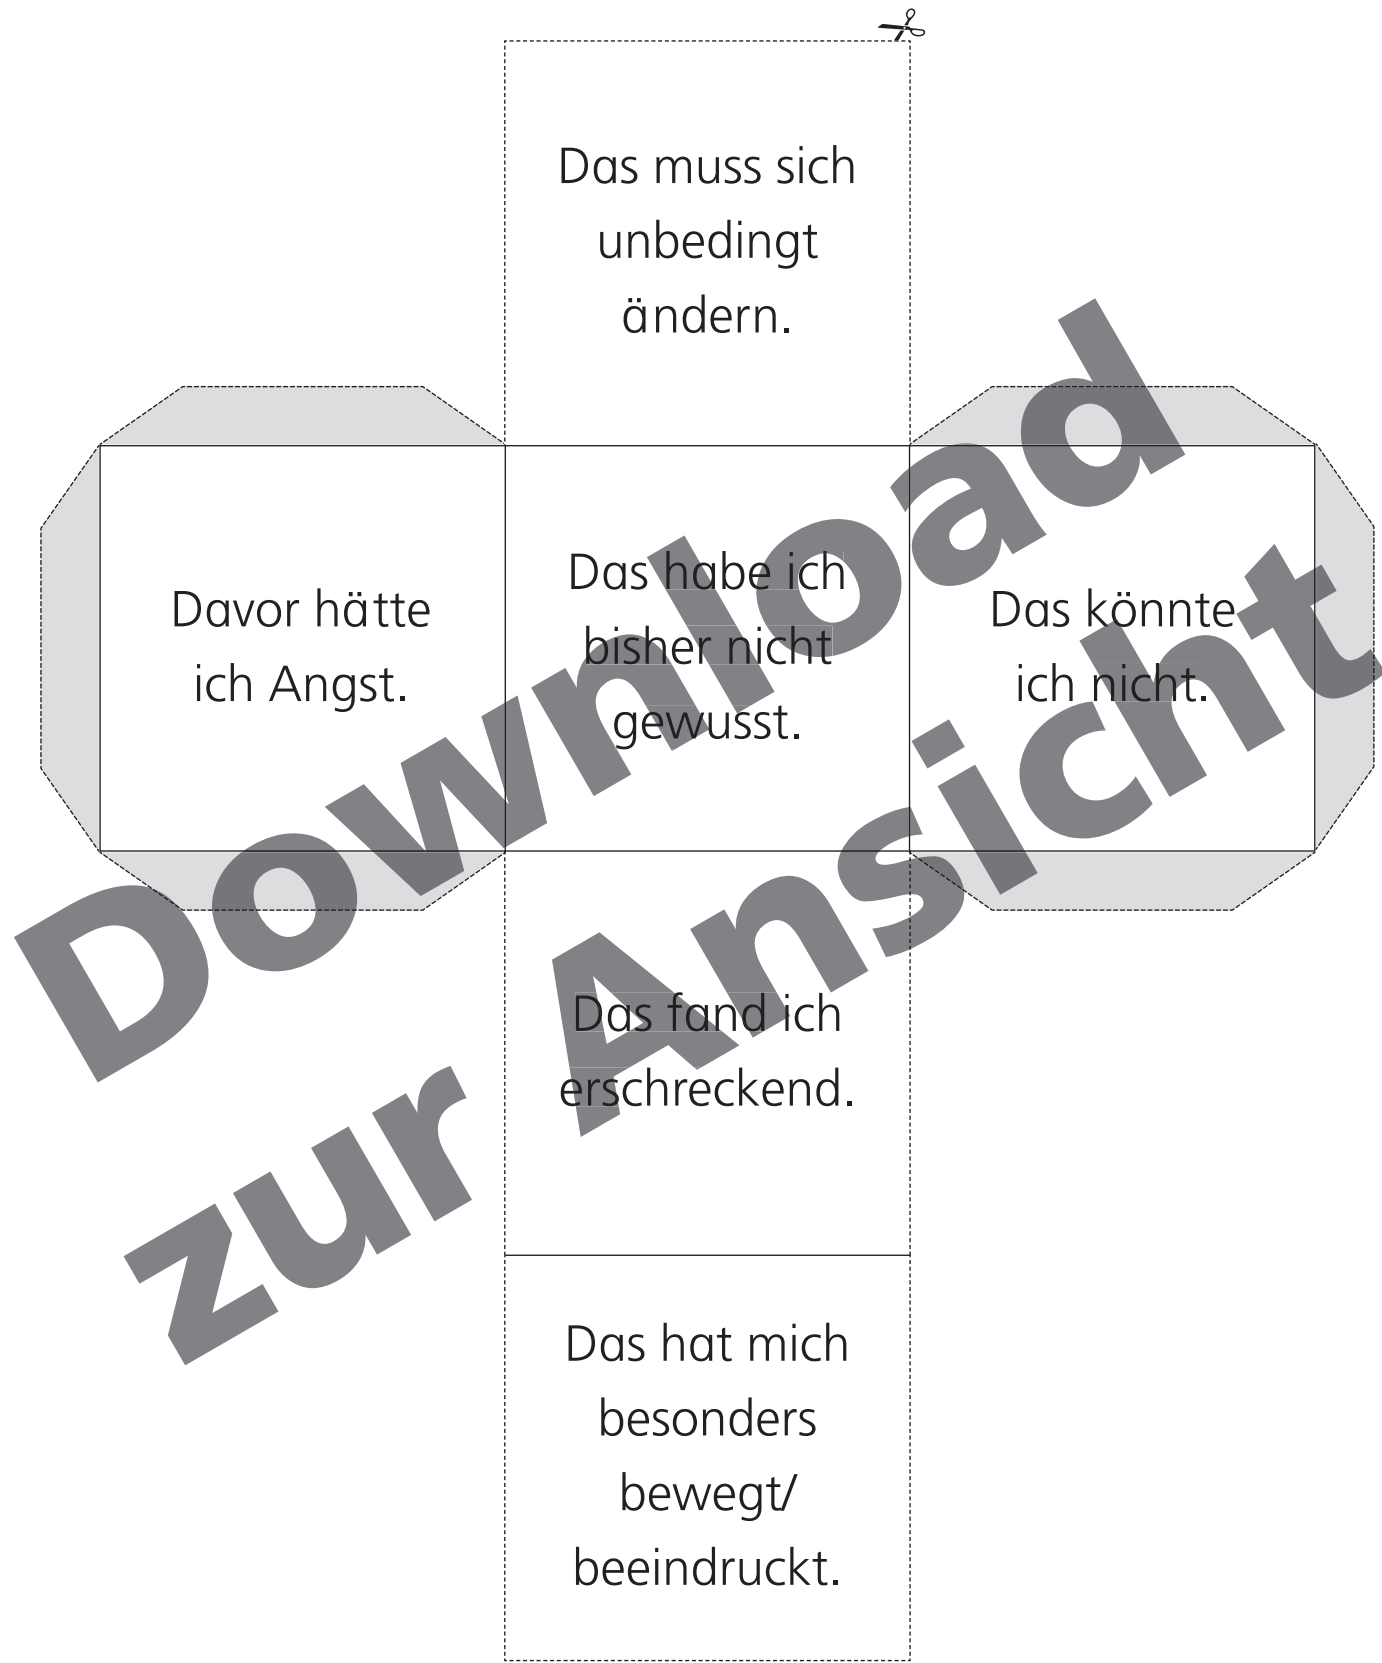 Das muss sich
unbedingt
ändern.
Davor hätte
ich Angst.
Das habe ich
bisher nicht
gewusst.
Das könnte
ich nicht.
Das fand ich
erschreckend.
Das hat mich
besonders
bewegt/
beeindruckt.
Download
zur Ansicht